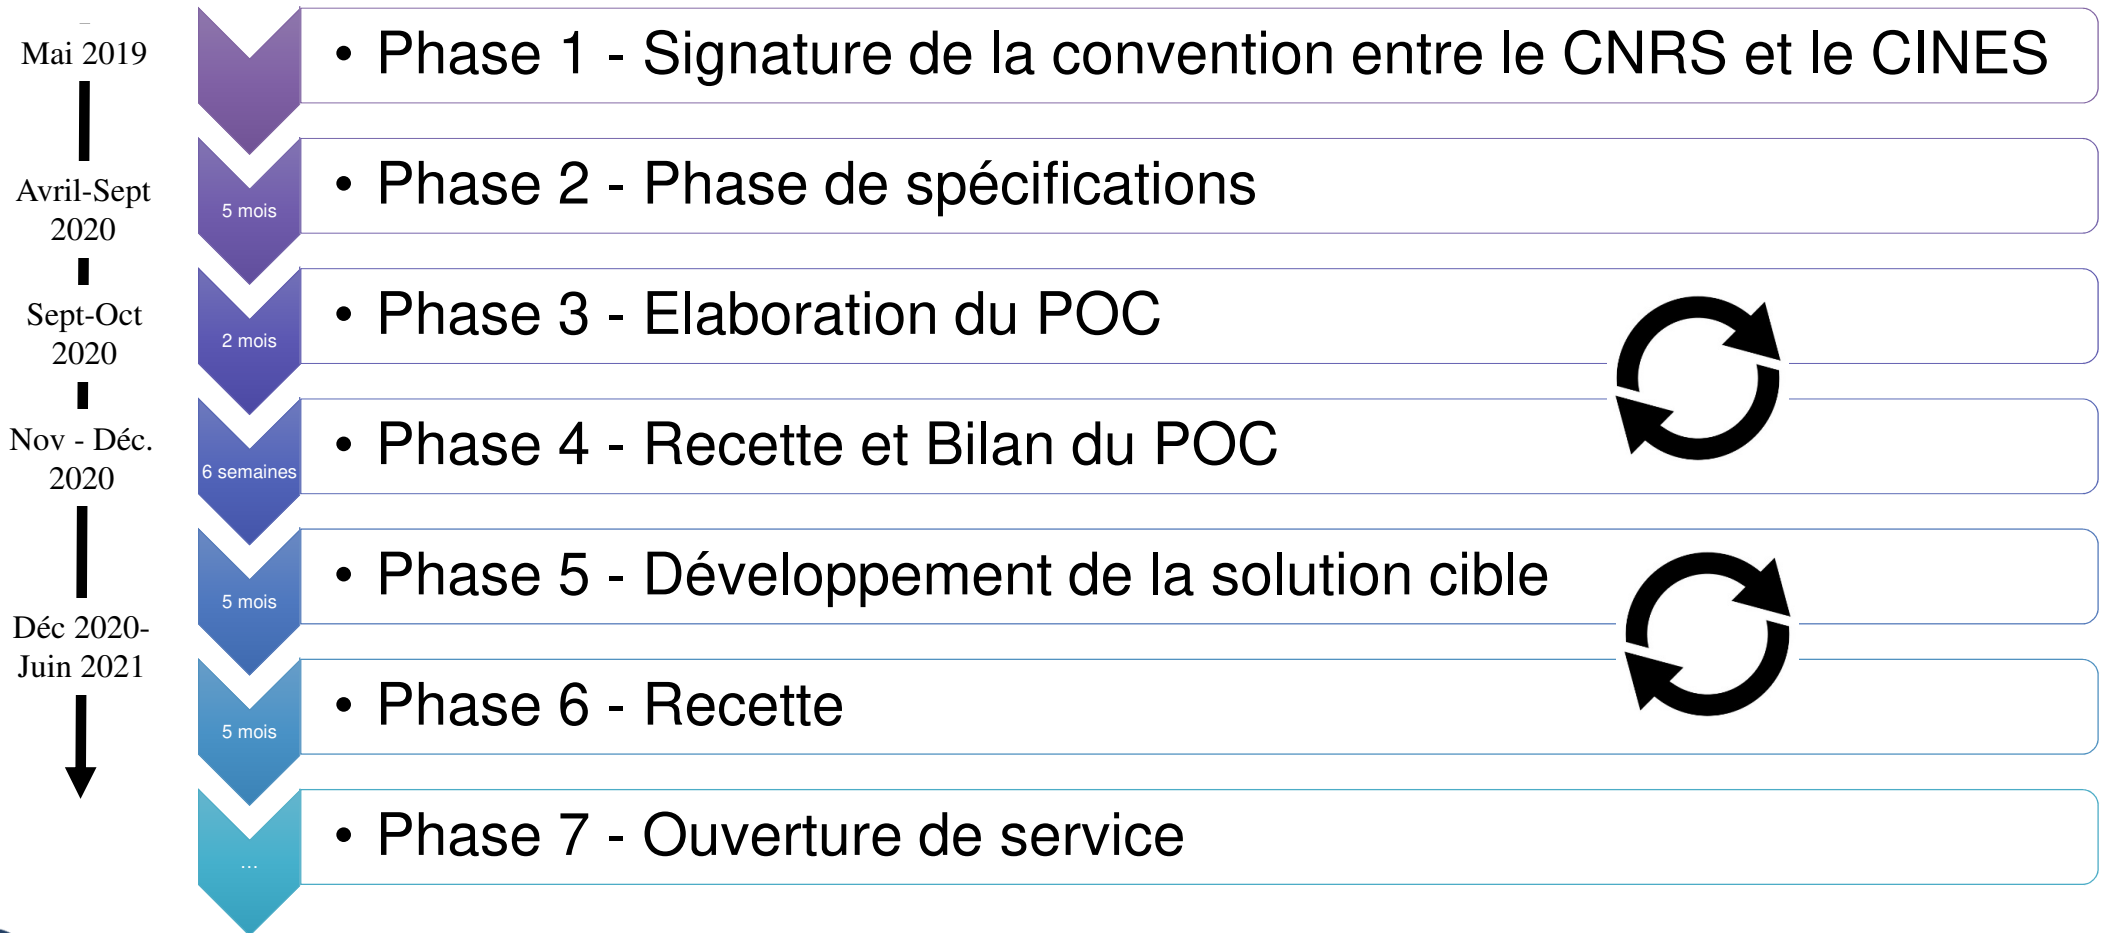 Mai 2019
• Phase 1 - Signature de la convention entre le CNRS et le CINES
Avril-Sept
2020
5 mois
• Phase 2 - Phase de spécifications
Sept-Oct
2020
2 mois
• Phase 3 - Elaboration du POC
Nov - Déc.
2020
6 semaines
• Phase 4 - Recette et Bilan du POC
5 mois
• Phase 5 - Développement de la solution cible
Déc 2020-
Juin 2021
5 mois
• Phase 6 - Recette
...
• Phase 7 - Ouverture de service